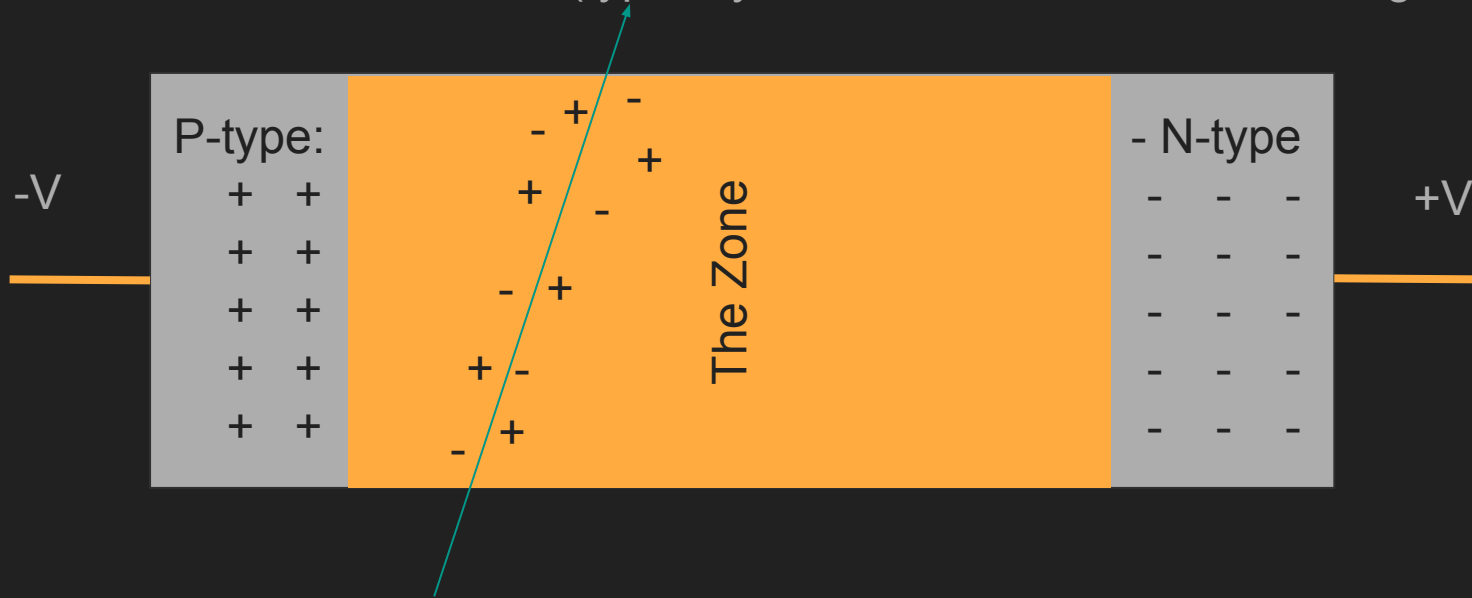 P-type:
+ +
+ +
+ +
+ +
+ +
-V
- +
-
+
+
-
- +
+ -
+
-
The Zone
- N-type
- - -
- - -
- - -
- - -
- - -
+V